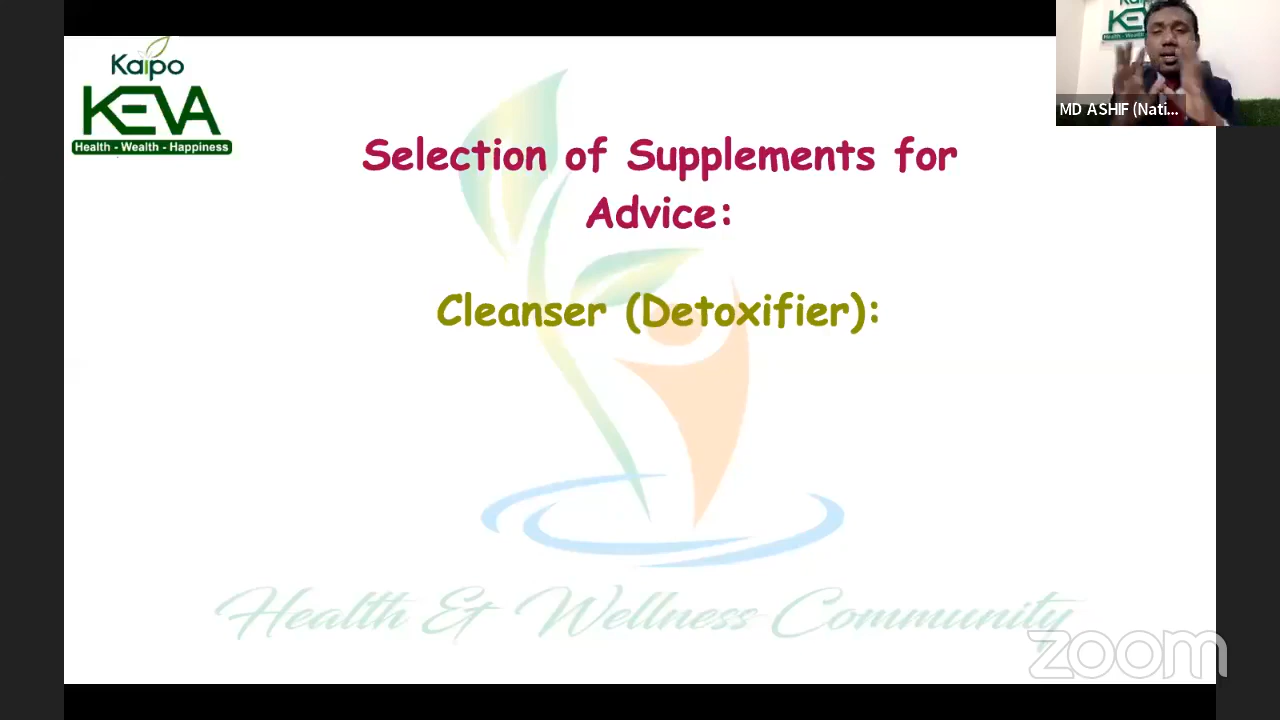 Kaipo
KEVA
Health - Wealth - Happiness
MD ASHIF (Nati...
Selection of Supplements for
Advice:
Cleanser (Detoxifier):
Health & Wellness Community
zoom